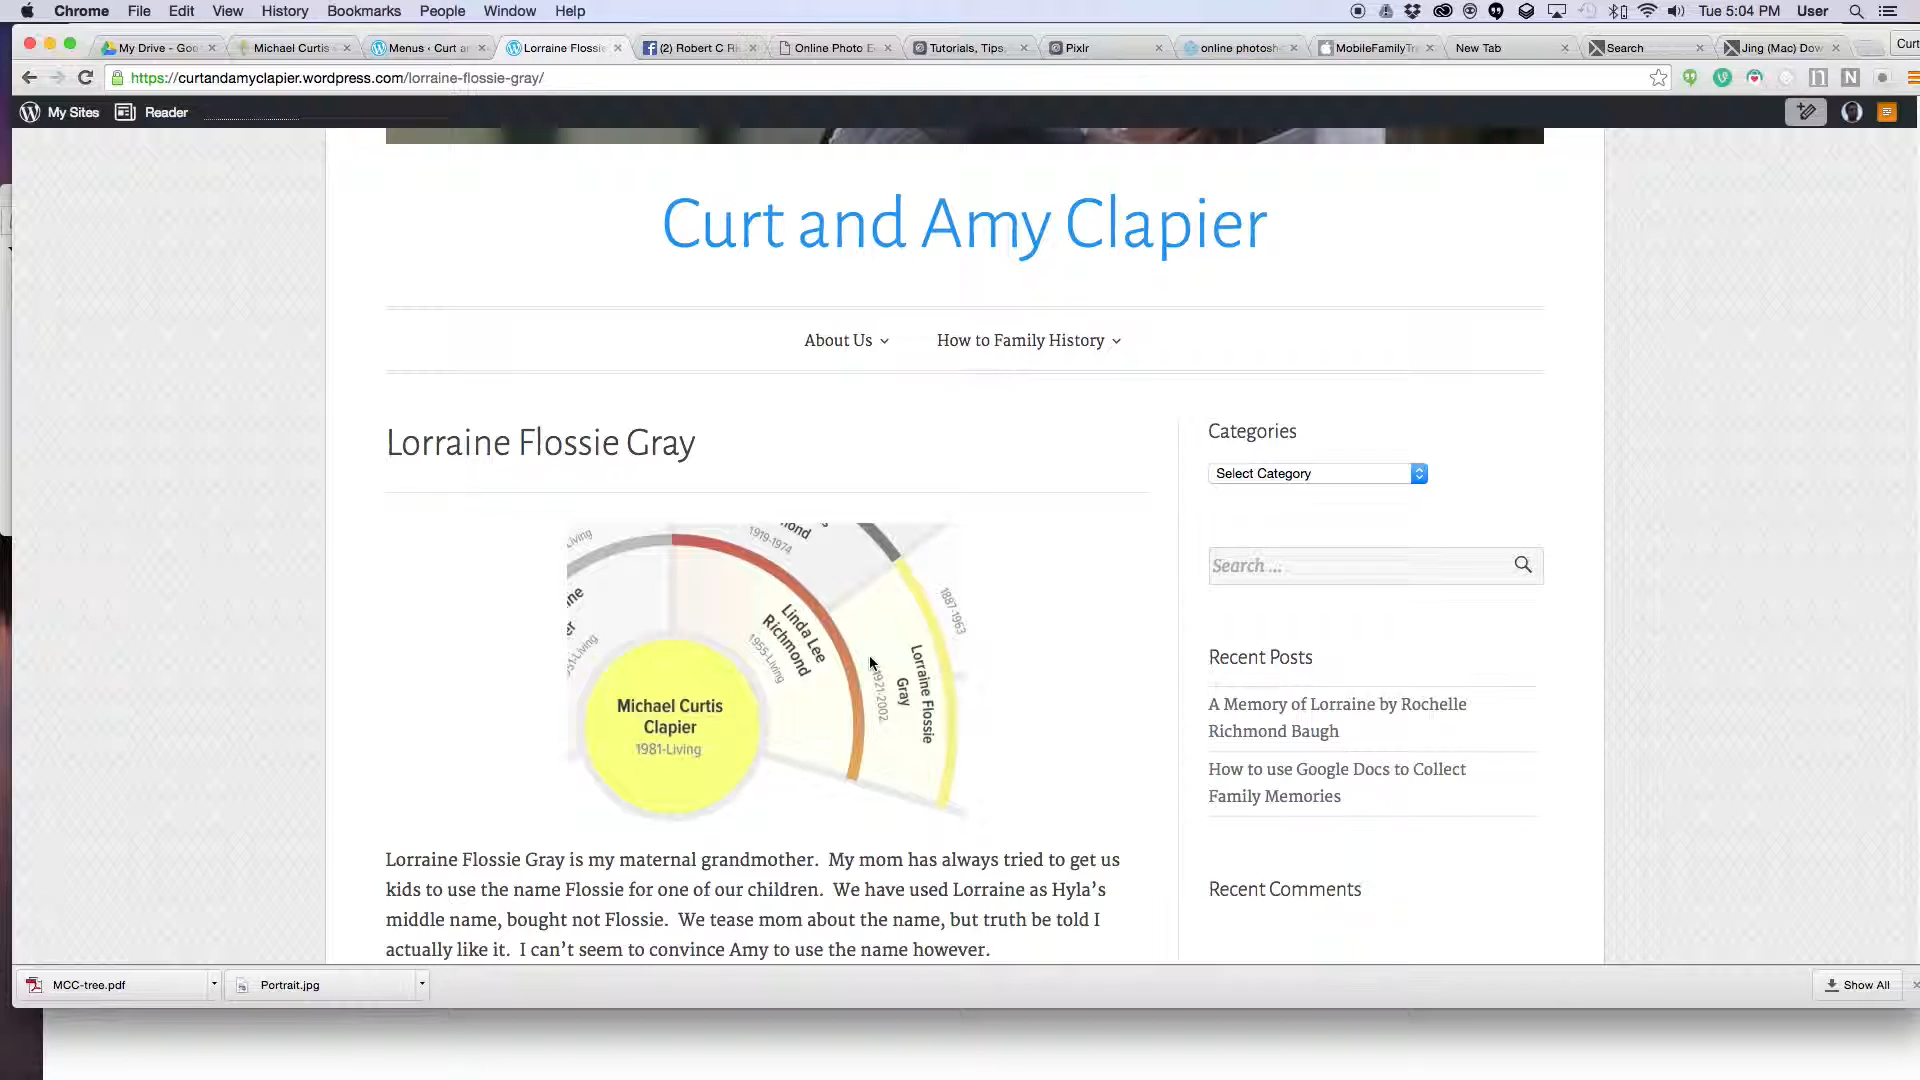 Chrome File Edit View History Bookmarks People Window Help Tue 5:04 PM User
My Drive - Goo Michael Curtis Menus ‹ Curt ar Lorraine Flossie (2) Robert C Ri Online Photo E Tutorials, Tips, Pixlr online photosh MobileFamilyTr New Tab Search Jing (Mac) Dow Curt
https://curtandamyclapier.wordpress.com/lorraine-flossie-gray/
My Sites Reader
Curt and Amy Clapier
About Us How to Family History
Lorraine Flossie Gray
Living
1919-1974
Linda Lee
Richmond
1955-Living
1887-1963
Lorraine Flossie
Gray
1921-2002
Michael Curtis
Clapier
1981-Living
Lorraine Flossie Gray is my maternal grandmother. My mom has always tried to get us
kids to use the name Flossie for one of our children. We have used Lorraine as Hyla's
middle name, bought not Flossie. We tease mom about the name, but truth be told I
actually like it. I can't seem to convince Amy to use the name however.
Categories
Select Category
Search ...
Recent Posts
A Memory of Lorraine by Rochelle
Richmond Baugh
How to use Google Docs to Collect
Family Memories
Recent Comments
MCC-tree.pdf Portrait.jpg Show All